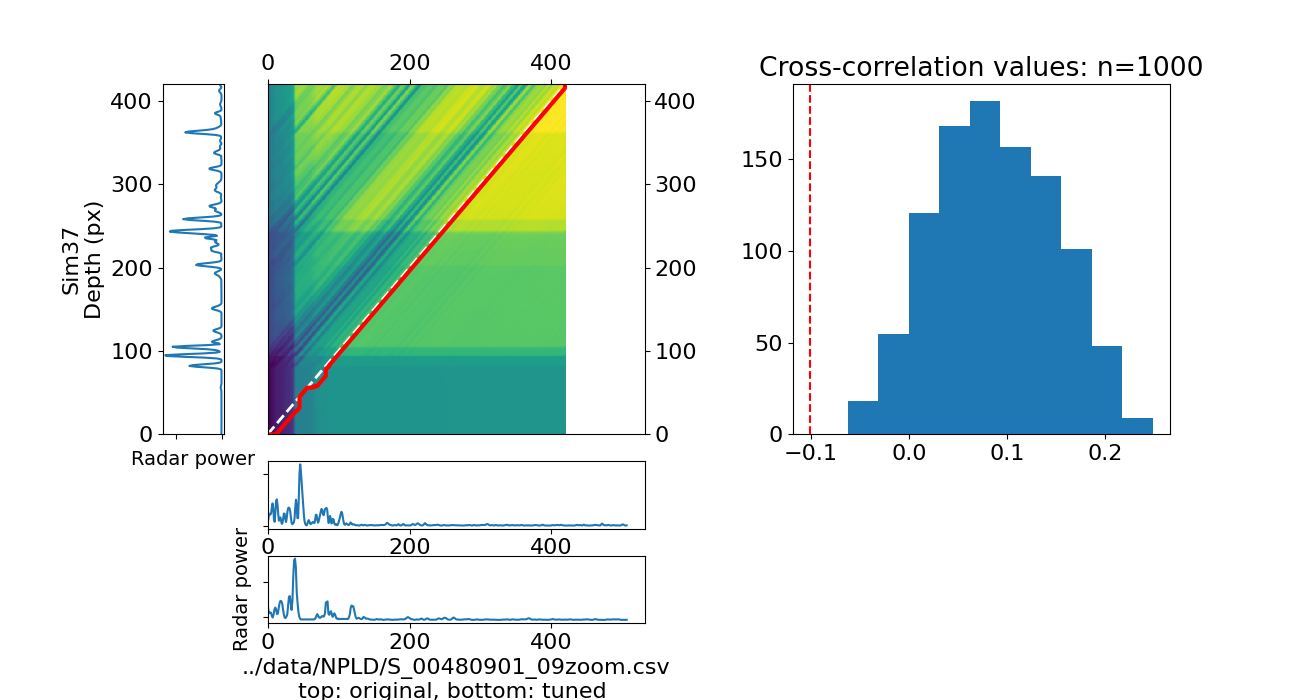 Cross-correlation values: n=1000
0 200 400
400 400
300 300
200 200
100 100
0 0
Sim37
Depth (px)
Radar power
150
100
50
0
−0.1 0.0 0.1 0.2
0 200 400
Radar power
0 200 400
../data/NPLD/S_00480901_09zoom.csv
top: original, bottom: tuned